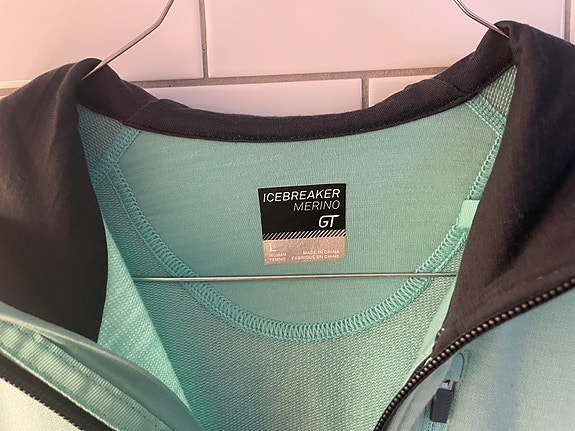 ICEBREAKER
MERINO
GT
L
WOMAN
FEMME
MADE IN CHINA
FABRIQUÉ EN CHINE